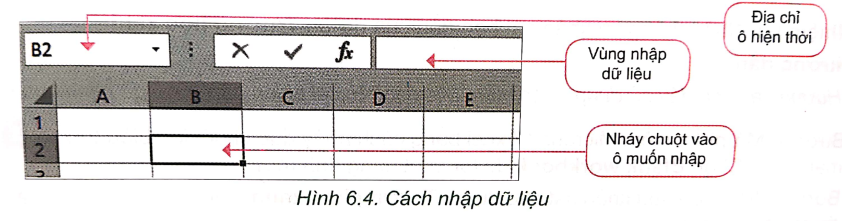 Địa chỉ
ô hiện thời
B2
fx
Vùng nhập
dữ liệu
A B C D E
1
2
3
Nháy chuột vào
ô muốn nhập
Hình 6.4. Cách nhập dữ liệu